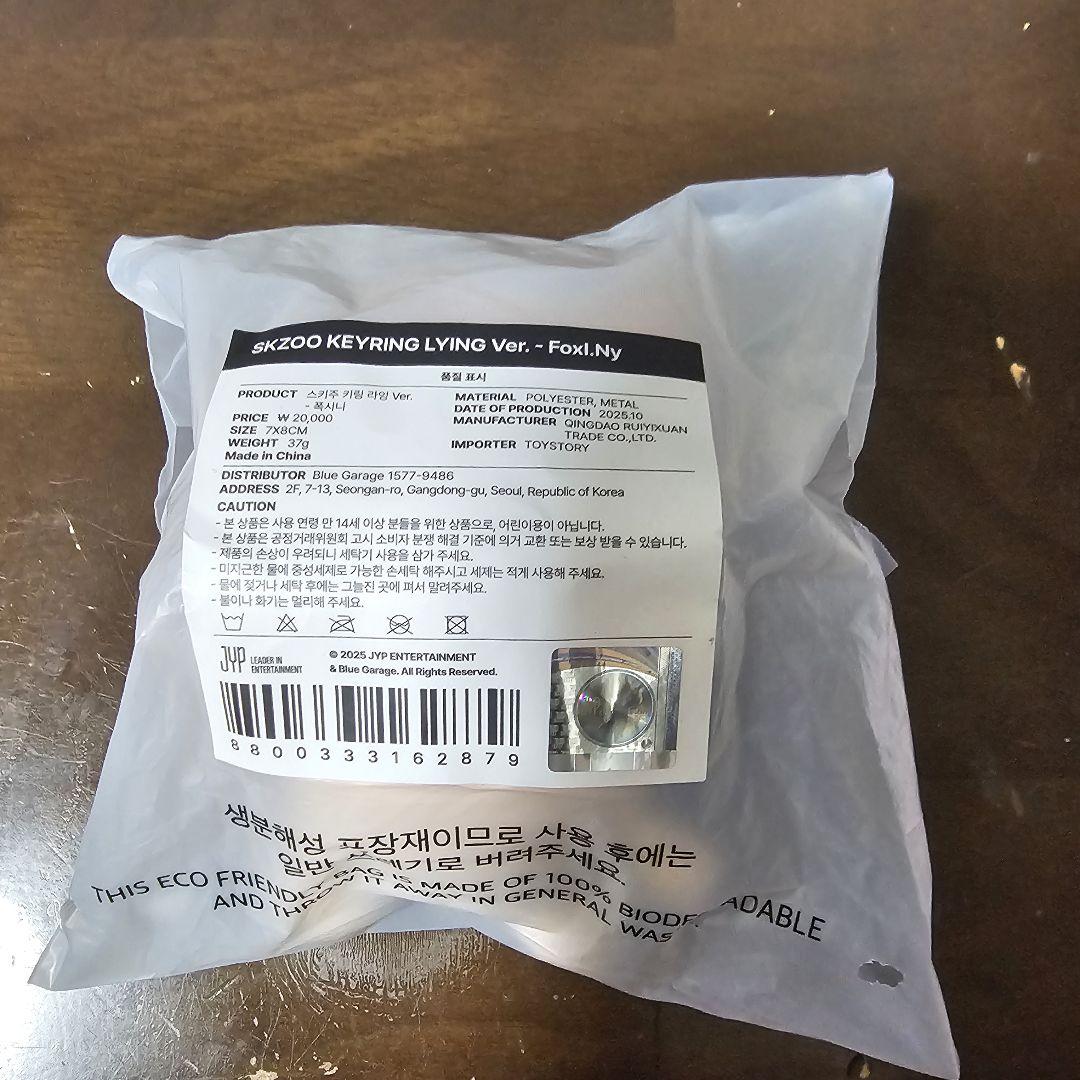 SKZOO KEYRING LYING Ver. - FoxI.Ny
품질 표시
PRODUCT 스키주 키링 라잉 Ver.
- 폭시니
PRICE ₩ 20,000
SIZE 7X8CM
WEIGHT 37g
Made in China
MATERIAL POLYESTER, METAL
DATE OF PRODUCTION 2025.10
MANUFACTURER QINGDAO RUIYIXUAN
TRADE CO.,LTD.
IMPORTER TOYSTORY
DISTRIBUTOR Blue Garage 1577-9486
ADDRESS 2F, 7-13, Seongan-ro, Gangdong-gu, Seoul, Republic of Korea
CAUTION
- 본 상품은 사용 연령 만 14세 이상 분들을 위한 상품으로, 어린이용이 아닙니다.
- 본 상품은 공정거래위원회 고시 소비자 분쟁 해결 기준에 의거 교환 또는 보상 받을 수 있습니다.
- 제품의 손상이 우려되니 세탁기 사용을 삼가 주세요.
- 미지근한 물에 중성세제로 가능한 손세탁 해주시고 세제는 적게 사용해 주세요.
- 물에 젖거나 세탁 후에는 그늘진 곳에 펴서 말려주세요.
- 불이나 화기는 멀리해 주세요.
JYP LEADER IN
ENTERTAINMENT
© 2025 JYP ENTERTAINMENT
& Blue Garage. All Rights Reserved.
8800333162879
생분해성 포장재이므로 사용 후에는
일반 쓰레기로 버려주세요.
THIS ECO FRIENDLY BAG IS MADE OF 100%
AND THROW IT AWAY IN GENERAL